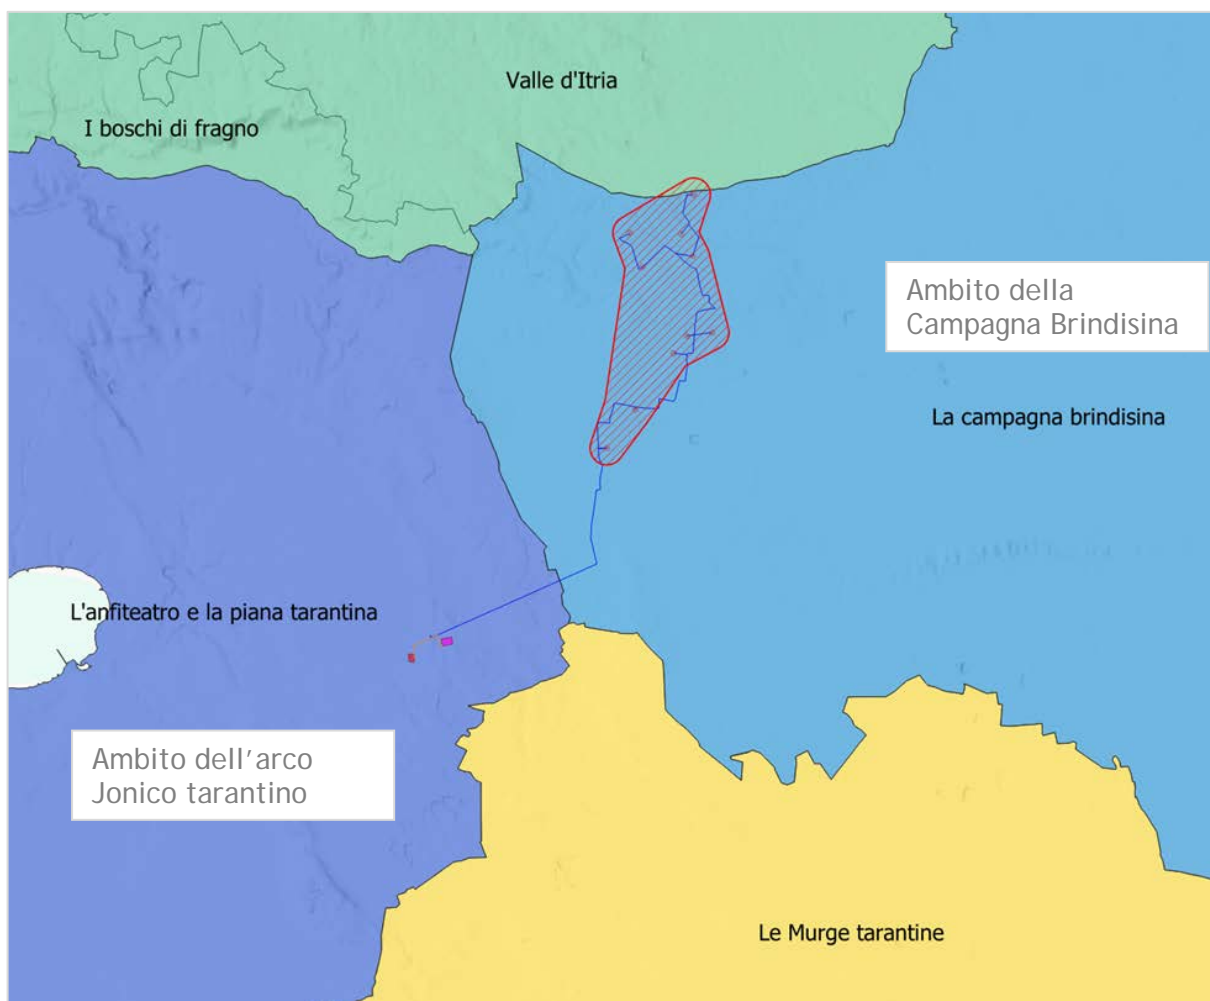 Valle d'Itria
I boschi di fragno
Ambito della
Campagna Brindisina
La campagna brindisina
L'anfiteatro e la piana tarantina
Ambito dell’arco
Jonico tarantino
Le Murge tarantine